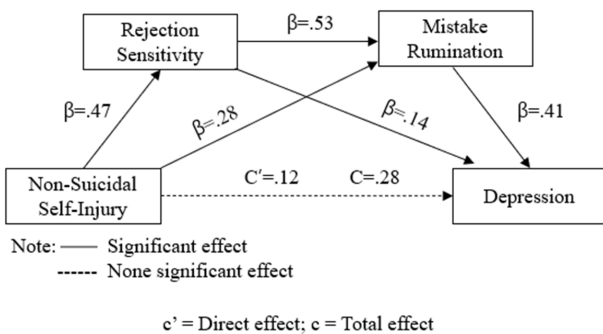 Rejection
Sensitivity
β=.53
Mistake
Rumination
β=.47
β=.28
β=.14
β=.41
Non-Suicidal
Self-Injury
C'=.12
C=.28
Depression
Note: Significant effect
None significant effect
c' = Direct effect; c = Total effect